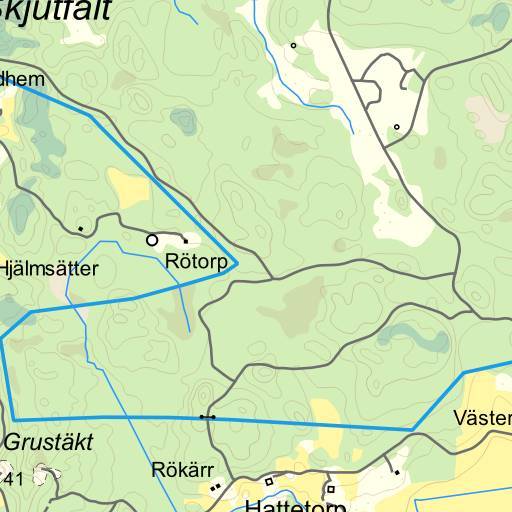 Skjutfält
dhem
Hjälmsätter
Rötorp
Väster
Grustäkt
41
Rökärr
Hattetorp